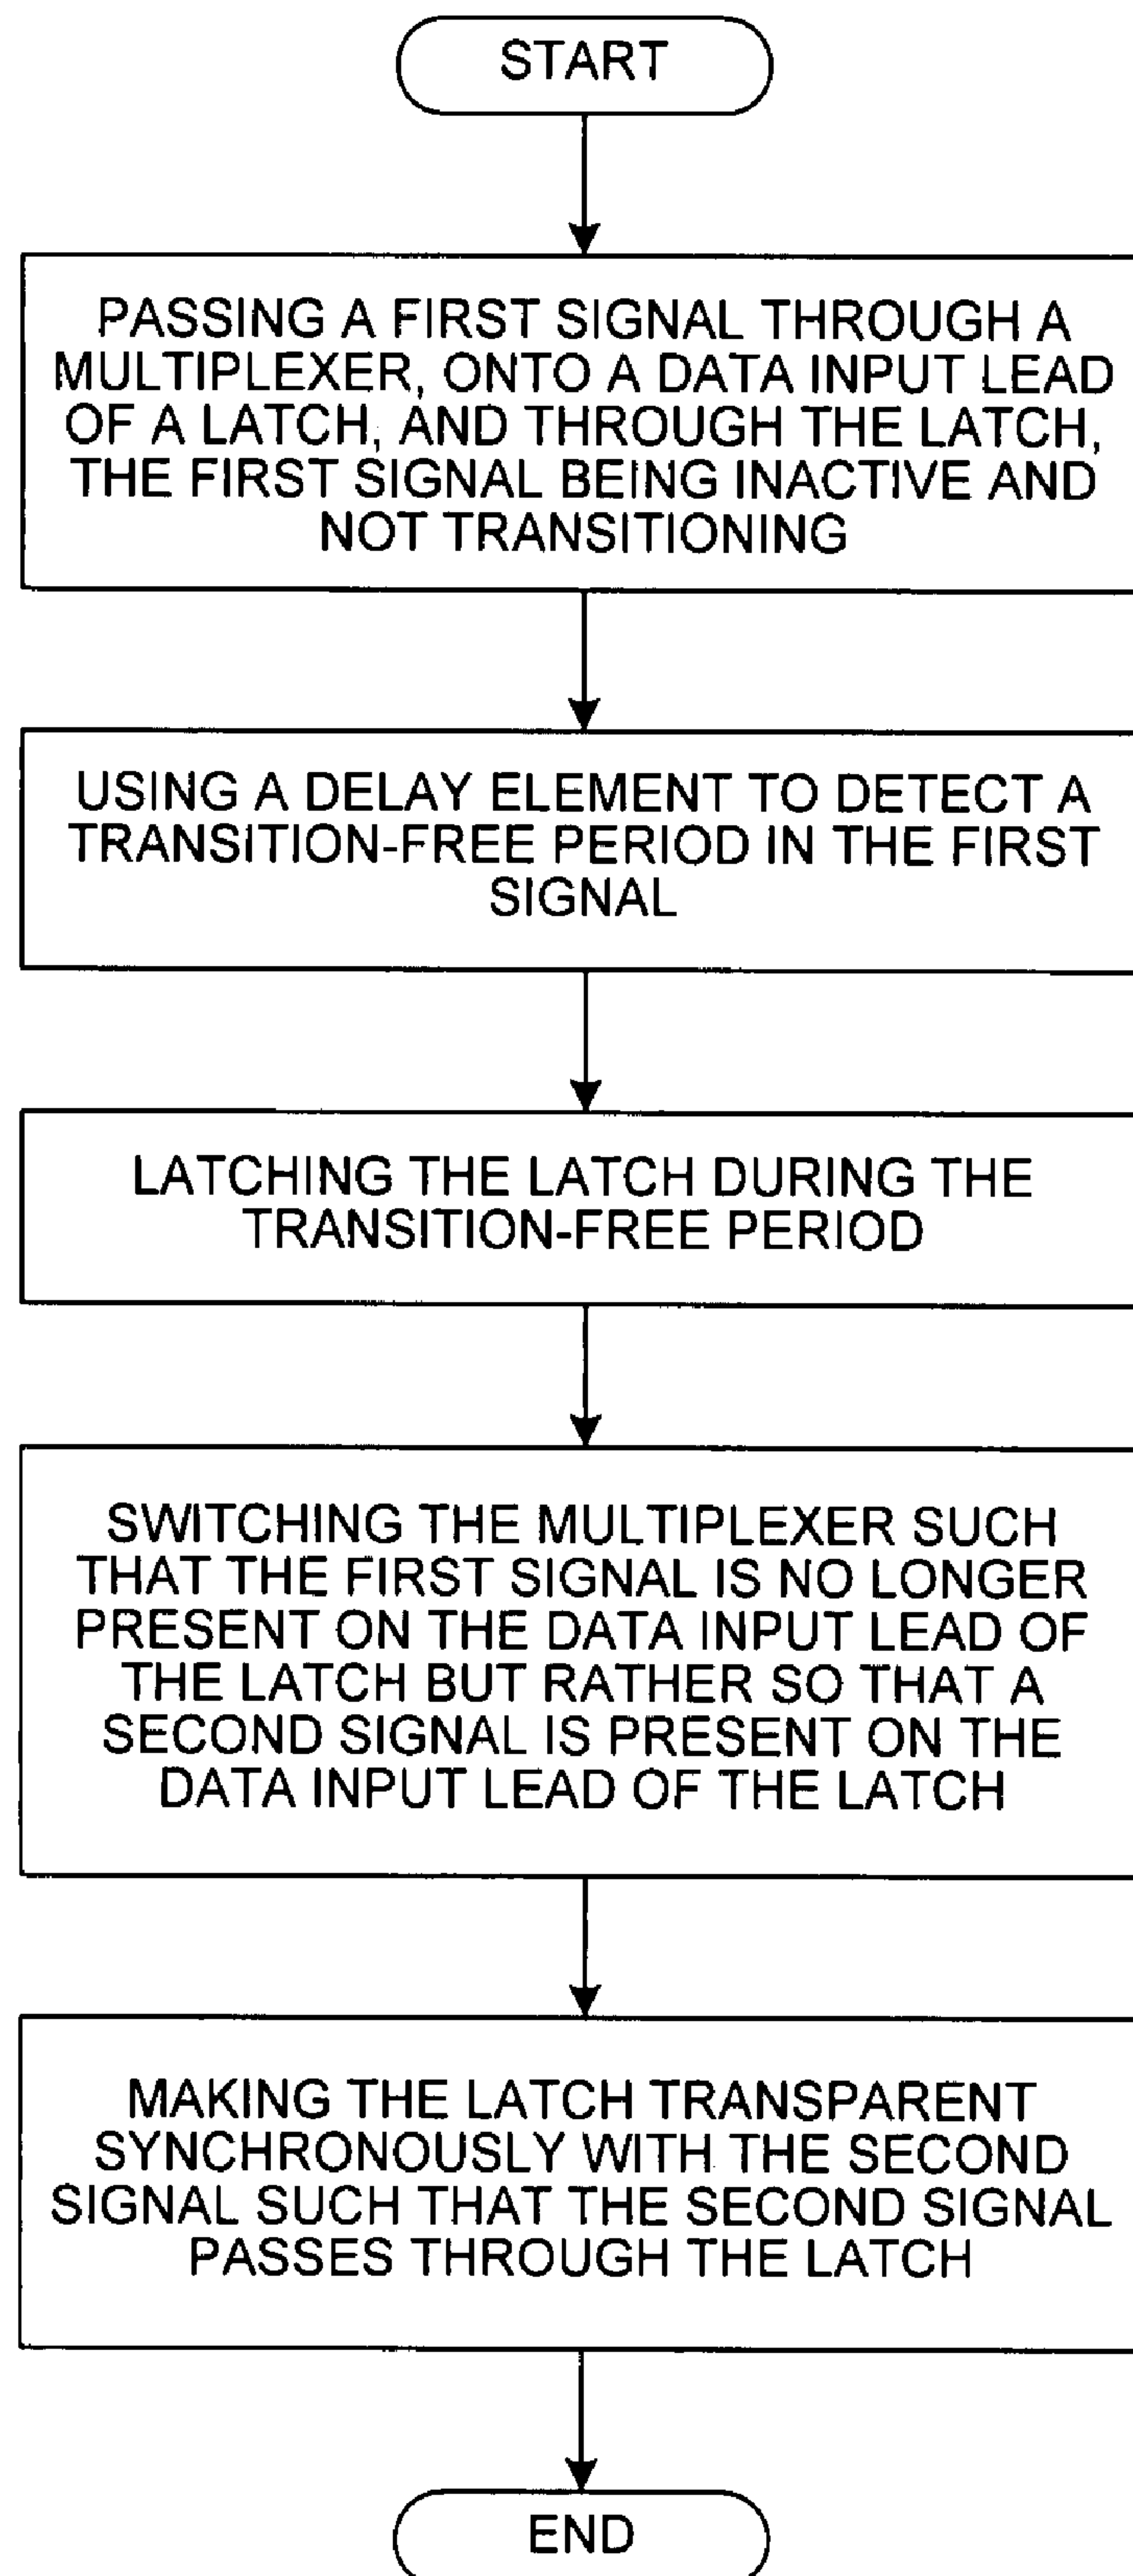 START
PASSING A FIRST SIGNAL THROUGH A
MULTIPLEXER, ONTO A DATA INPUT LEAD
OF A LATCH, AND THROUGH THE LATCH,
THE FIRST SIGNAL BEING INACTIVE AND
NOT TRANSITIONING
USING A DELAY ELEMENT TO DETECT A
TRANSITION-FREE PERIOD IN THE FIRST
SIGNAL
LATCHING THE LATCH DURING THE
TRANSITION-FREE PERIOD
SWITCHING THE MULTIPLEXER SUCH
THAT THE FIRST SIGNAL IS NO LONGER
PRESENT ON THE DATA INPUT LEAD OF
THE LATCH BUT RATHER SO THAT A
SECOND SIGNAL IS PRESENT ON THE
DATA INPUT LEAD OF THE LATCH
MAKING THE LATCH TRANSPARENT
SYNCHRONOUSLY WITH THE SECOND
SIGNAL SUCH THAT THE SECOND SIGNAL
PASSES THROUGH THE LATCH
END